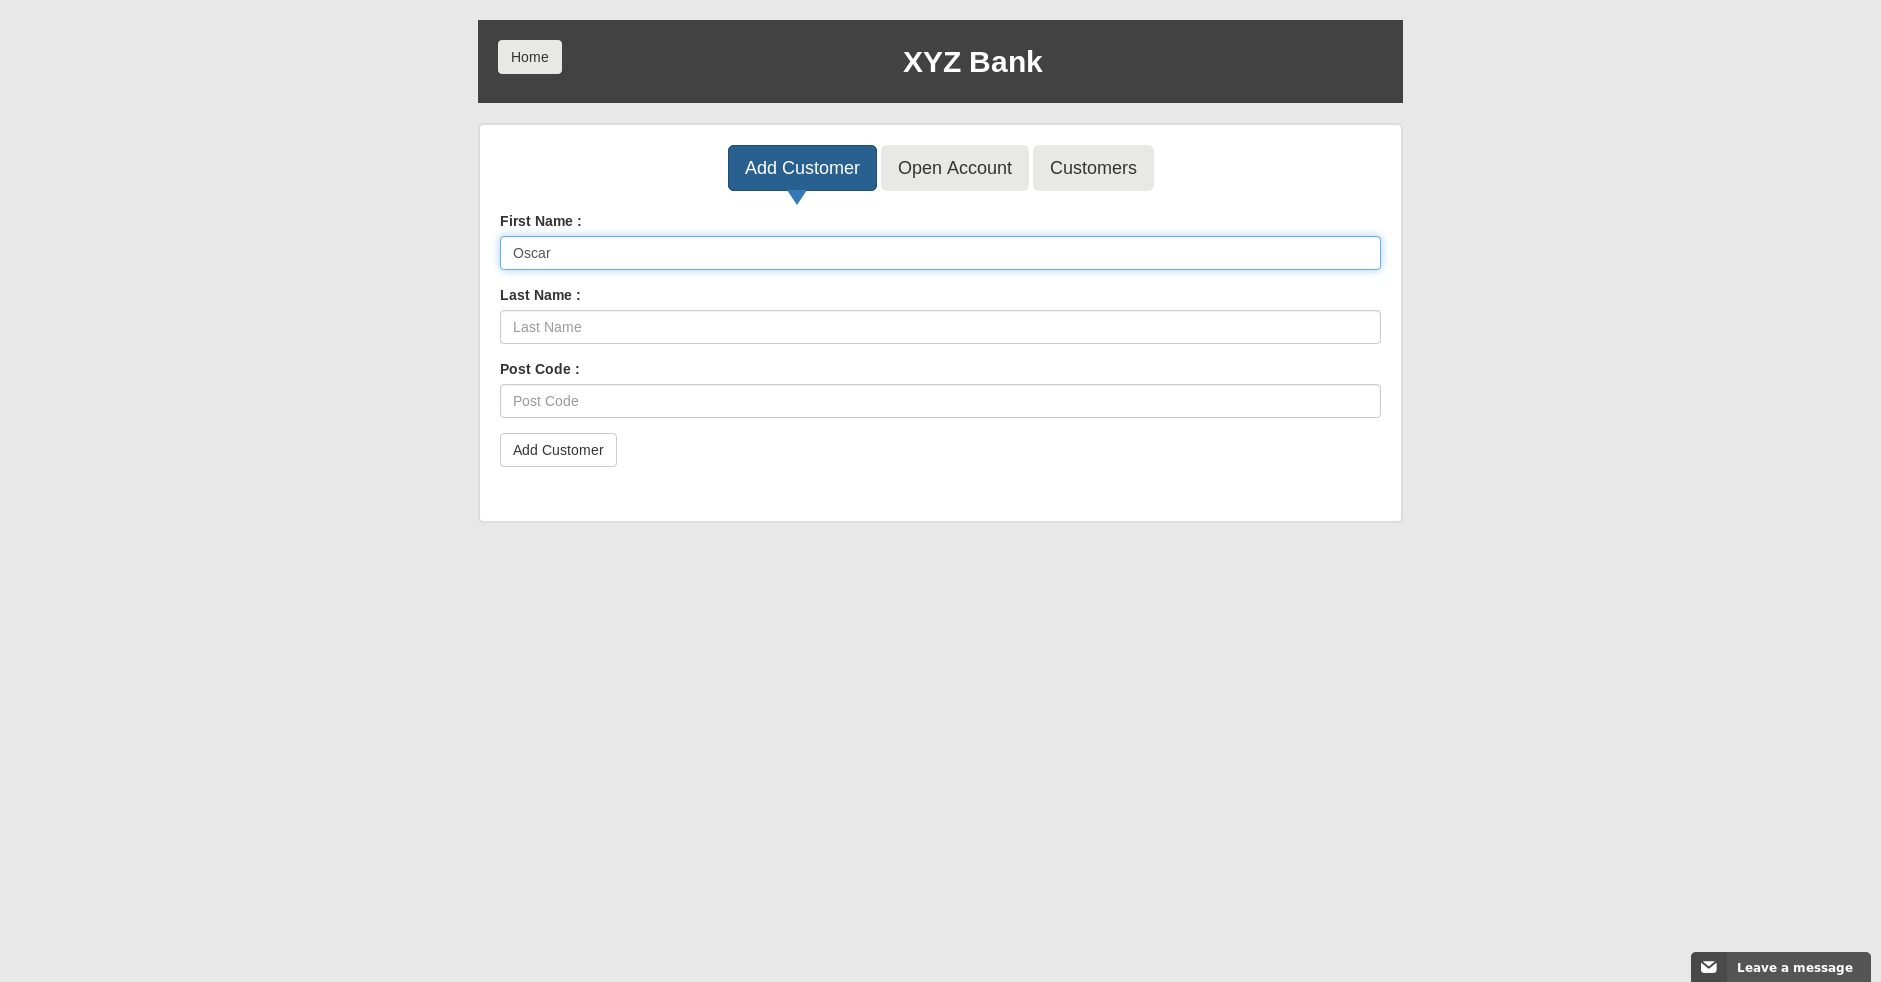 Home
XYZ Bank
Add Customer
Open Account
Customers
First Name :
Oscar
Last Name :
Last Name
Post Code :
Post Code
Add Customer
Leave a message